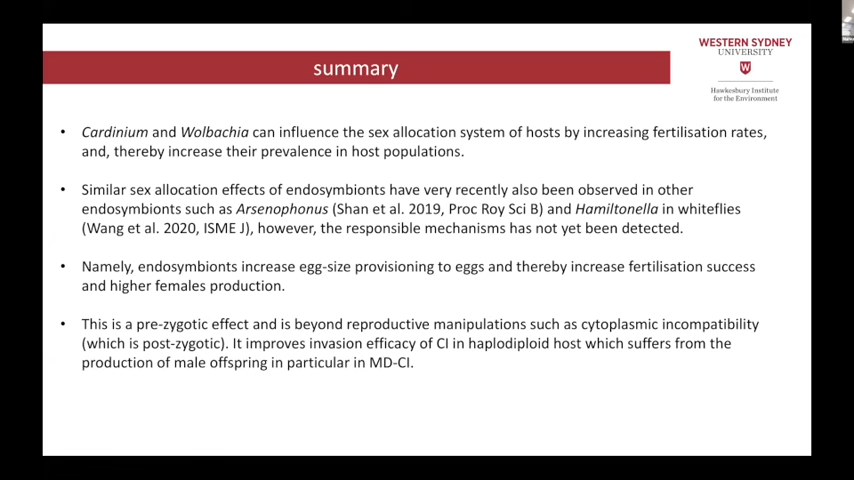 WESTERN SYDNEY
UNIVERSITY
W
Hawkesbury Institute
for the Environment
summary
• Cardinium and Wolbachia can influence the sex allocation system of hosts by increasing fertilisation rates,
and, thereby increase their prevalence in host populations.
• Similar sex allocation effects of endosymbionts have very recently also been observed in other
endosymbionts such as Arsenophonus (Shan et al. 2019, Proc Roy Sci B) and Hamiltonella in whiteflies
(Wang et al. 2020, ISME J), however, the responsible mechanisms has not yet been detected.
• Namely, endosymbionts increase egg-size provisioning to eggs and thereby increase fertilisation success
and higher females production.
• This is a pre-zygotic effect and is beyond reproductive manipulations such as cytoplasmic incompatibility
(which is post-zygotic). It improves invasion efficacy of CI in haplodiploid host which suffers from the
production of male offspring in particular in MD-CI.